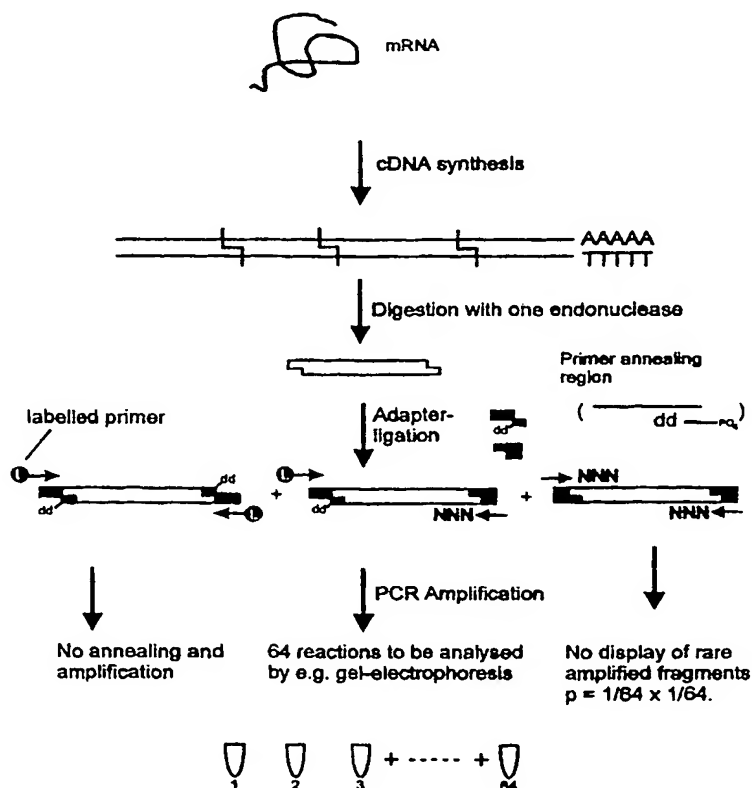 mRNA
cDNA synthesis
AAAAA
TTTTT
Digestion with one endonuclease
Primer annealing
region
labelled primer
Adapter-
ligation
dd
( dd PO4 )
L
dd
dd
L
+
L
dd
NNN
+
NNN
NNN
PCR Amplification
No annealing and
amplification
64 reactions to be analysed
by e.g. gel-electrophoresis
No display of rare
amplified fragments
p = 1/64 x 1/64.
+ ----- +
1 2 3 64